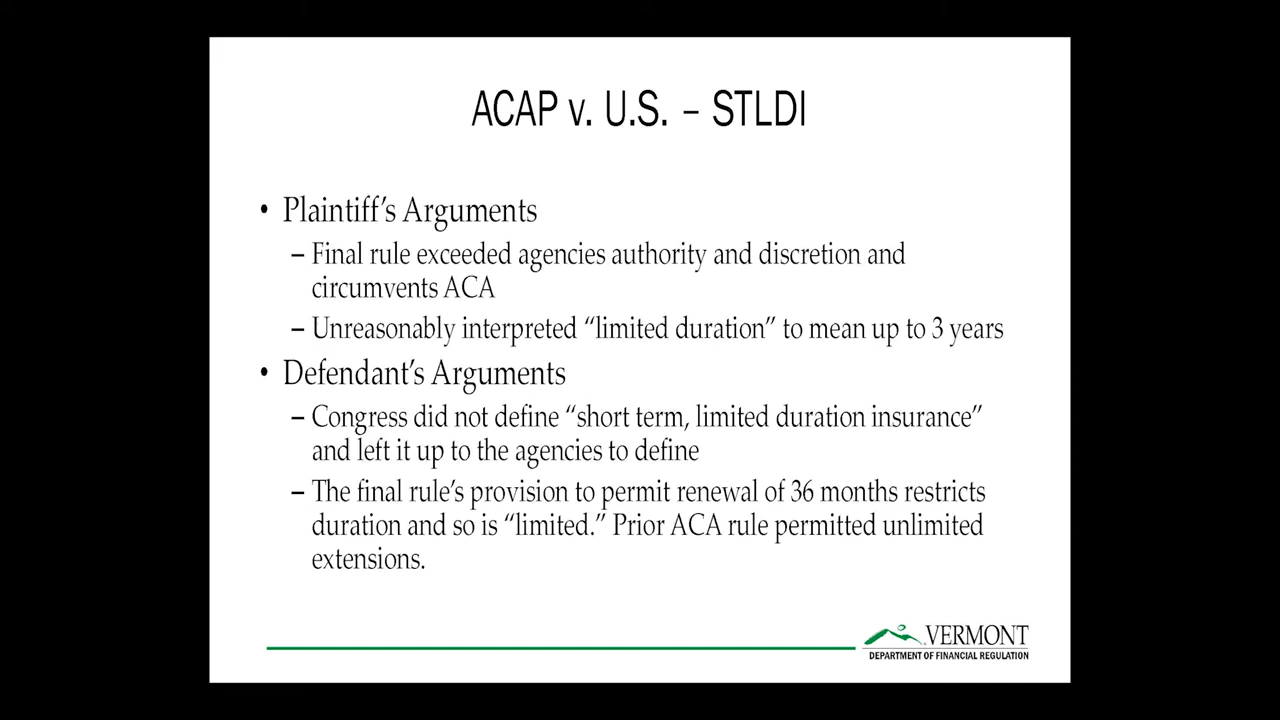 ACAP v. U.S. – STLDI
• Plaintiff's Arguments
– Final rule exceeded agencies authority and discretion and
circumvents ACA
– Unreasonably interpreted “limited duration” to mean up to 3 years
• Defendant's Arguments
– Congress did not define “short term, limited duration insurance”
and left it up to the agencies to define
– The final rule's provision to permit renewal of 36 months restricts
duration and so is “limited.” Prior ACA rule permitted unlimited
extensions.
VERMONT
DEPARTMENT OF FINANCIAL REGULATION